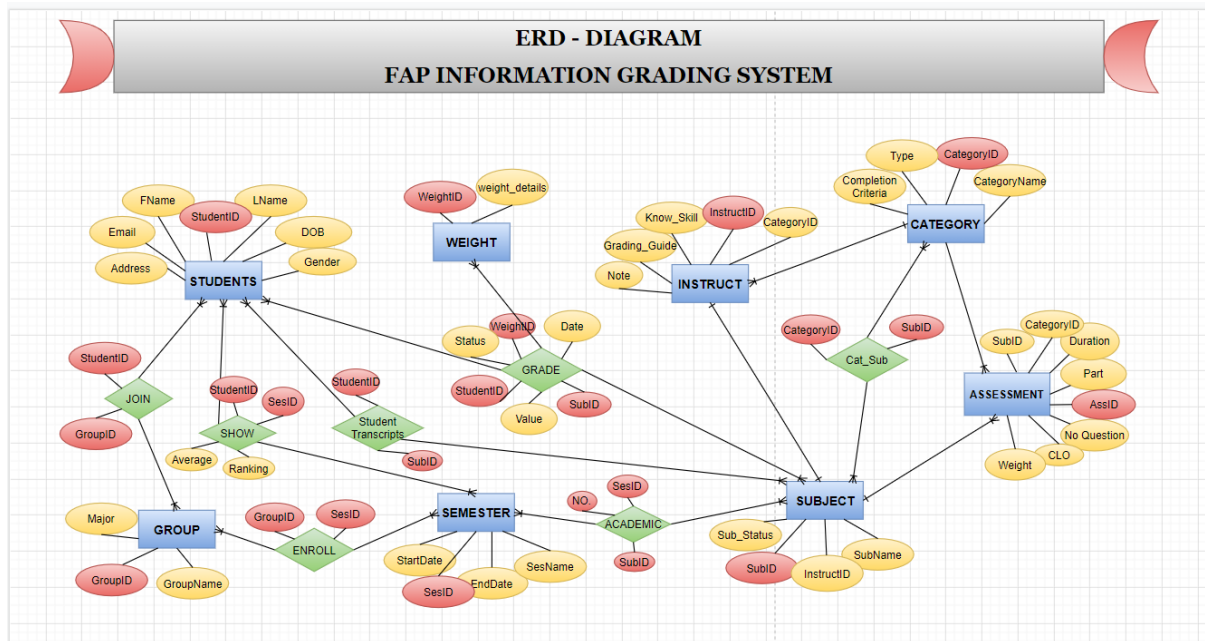 ERD - DIAGRAM
FAP INFORMATION GRADING SYSTEM
Type
CategoryID
Completion
Criteria
CategoryName
CATEGORY
FName
LName
StudentID
Email
DOB
Address
Gender
STUDENTS
WeightID
weight_details
WEIGHT
Know_Skill
InstructID
CategoryID
Grading_Guide
Note
INSTRUCT
StudentID
JOIN
GroupID
StudentID
SesID
SHOW
Average
Ranking
StudentID
Student
Transcripts
SubID
Status
WeightID
Date
GRADE
StudentID
SubID
Value
CategoryID
SubID
Cat_Sub
CategoryID
SubID
Duration
Part
ASSESSMENT
AssID
No Question
CLO
Weight
Major
GROUP
GroupID
GroupName
GroupID
SesID
ENROLL
SEMESTER
StartDate
SesName
EndDate
SesID
SesID
NO.
ACADEMIC
SubID
SUBJECT
Sub_Status
SubName
SubID
InstructID